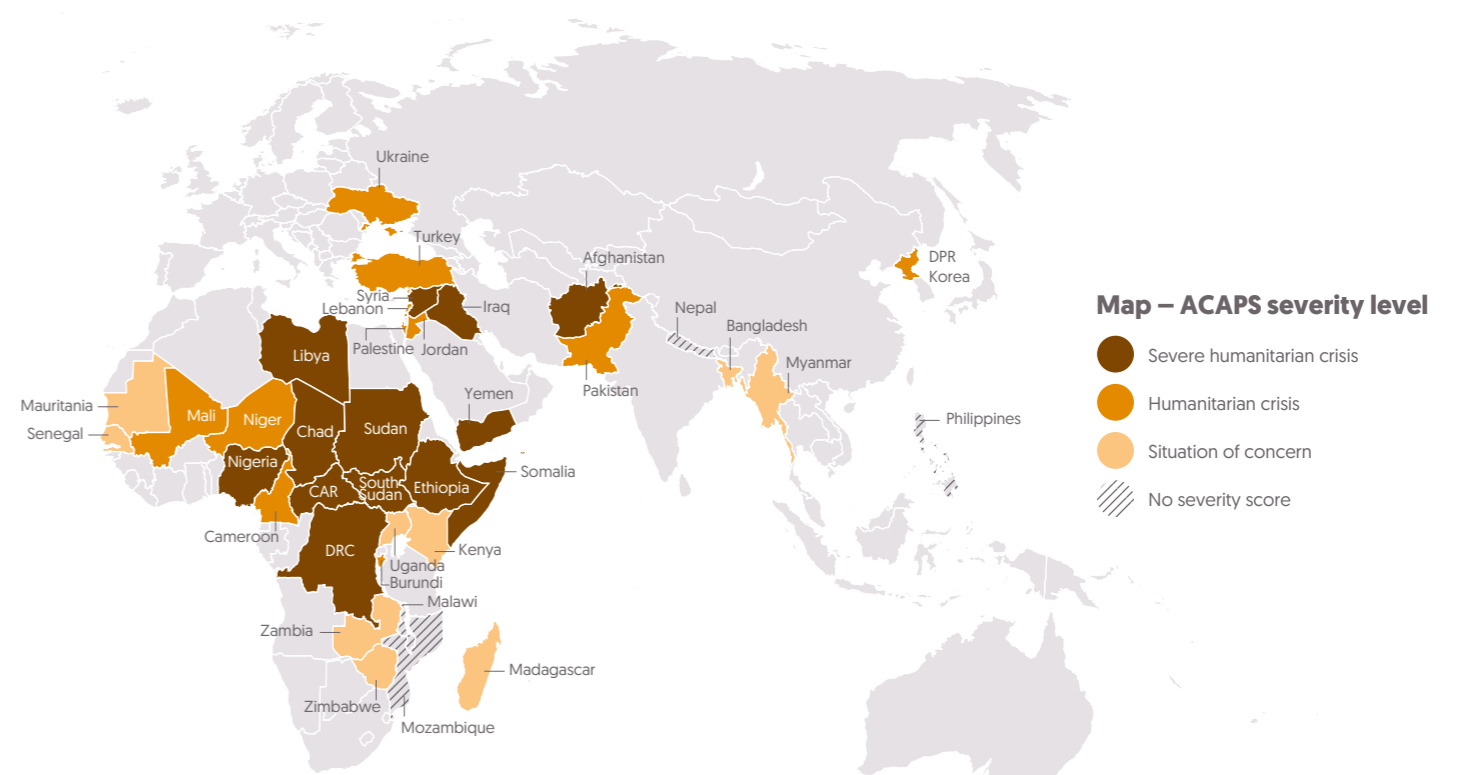 Ukraine
Turkey
Afghanistan
DPR
Korea
Syria
Lebanon
Iraq
Nepal
Bangladesh
Palestine
Jordan
Libya
Myanmar
Pakistan
Yemen
Mauritania
Mali
Niger
Senegal
Chad
Sudan
Philippines
Nigeria
Somalia
CAR
South
Sudan
Ethiopia
Cameroon
DRC
Kenya
Uganda
Burundi
Malawi
Zambia
Madagascar
Zimbabwe
Mozambique
Map – ACAPS severity level
Severe humanitarian crisis
Humanitarian crisis
Situation of concern
No severity score